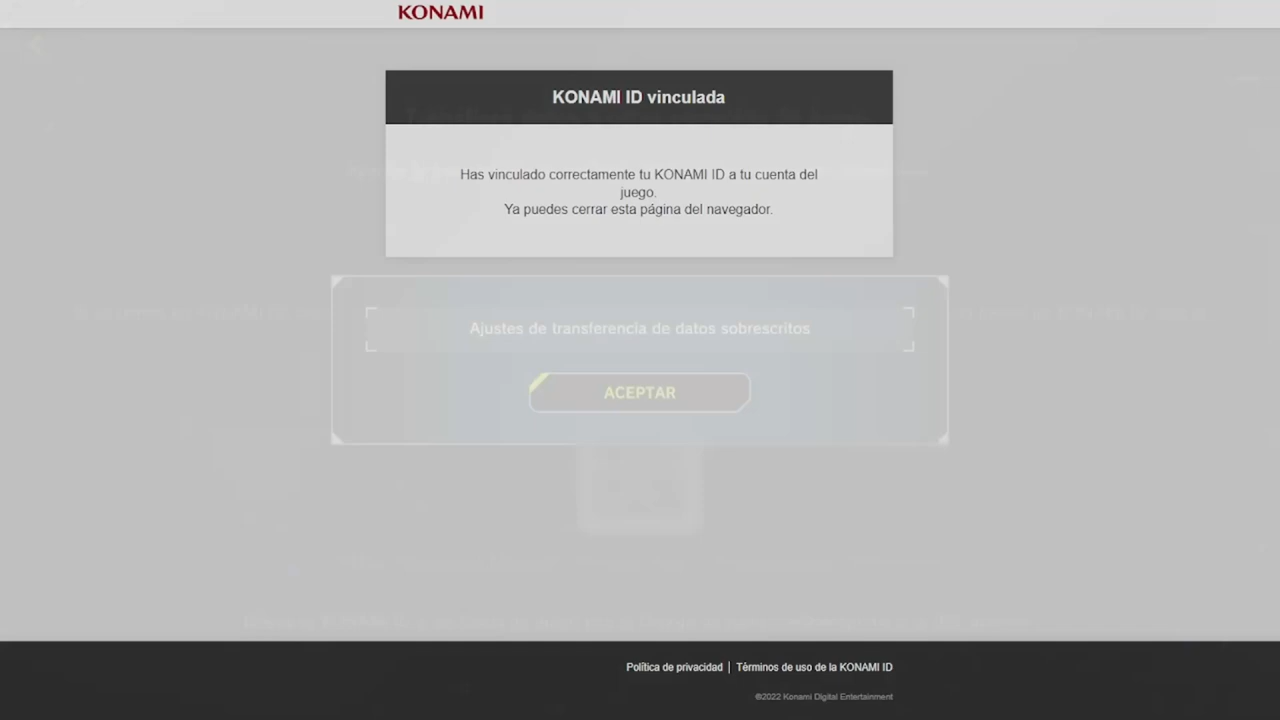 KONAMI
KONAMI ID vinculada
Has vinculado correctamente tu KONAMI ID a tu cuenta del
juego.
Ya puedes cerrar esta página del navegador.
Ajustes de transferencia de datos sobrescritos
ACEPTAR
Política de privacidad | Términos de uso de la KONAMI ID
©2022 Konami Digital Entertainment